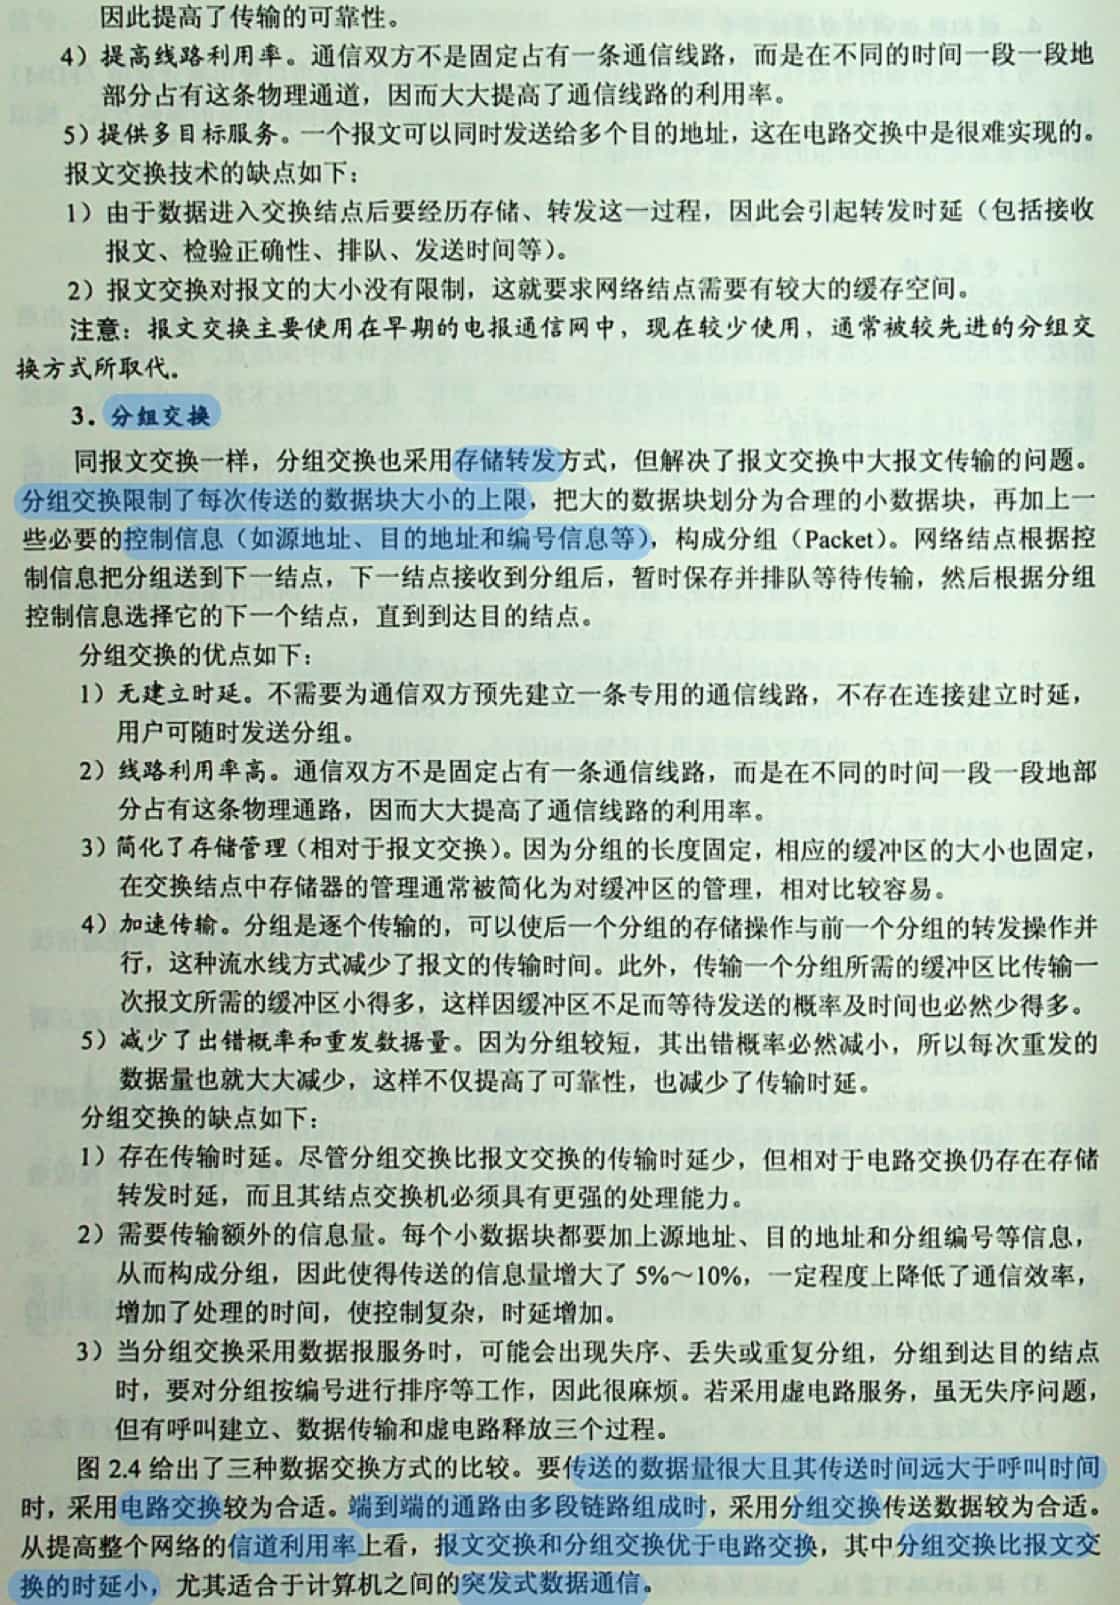 因此提高了传输的可靠性。
4）提高线路利用率。通信双方不是固定占有一条通信线路，而是在不同的时间一段一段地
部分占有这条物理通道，因而大大提高了通信线路的利用率。
5）提供多目标服务。一个报文可以同时发送给多个目的地址，这在电路交换中是很难实现的。
报文交换技术的缺点如下：
1）由于数据进入交换结点后要经历存储、转发这一过程，因此会引起转发时延（包括接收
报文、检验正确性、排队、发送时间等）。
2）报文交换对报文的大小没有限制，这就要求网络结点需要有较大的缓存空间。
注意：报文交换主要使用在早期的电报通信网中，现在较少使用，通常被较先进的分组交
换方式所取代。
3．分组交换
同报文交换一样，分组交换也采用存储转发方式，但解决了报文交换中大报文传输的问题。
分组交换限制了每次传送的数据块大小的上限，把大的数据块划分为合理的小数据块，再加上一
些必要的控制信息（如源地址、目的地址和编号信息等），构成分组（Packet）。网络结点根据控
制信息把分组送到下一结点，下一结点接收到分组后，暂时保存并排队等待传输，然后根据分组
控制信息选择它的下一个结点，直到到达目的结点。
分组交换的优点如下：
1）无建立时延。不需要为通信双方预先建立一条专用的通信线路，不存在连接建立时延，
用户可随时发送分组。
2）线路利用率高。通信双方不是固定占有一条通信线路，而是在不同的时间一段一段地部
分占有这条物理通路，因而大大提高了通信线路的利用率。
3）简化了存储管理（相对于报文交换）。因为分组的长度固定，相应的缓冲区的大小也固定，
在交换结点中存储器的管理通常被简化为对缓冲区的管理，相对比较容易。
4）加速传输。分组是逐个传输的，可以使后一个分组的存储操作与前一个分组的转发操作并
行，这种流水线方式减少了报文的传输时间。此外，传输一个分组所需的缓冲区比传输一
次报文所需的缓冲区小得多，这样因缓冲区不足而等待发送的概率及时间也必然少得多。
5）减少了出错概率和重发数据量。因为分组较短，其出错概率必然减小，所以每次重发的
数据量也就大大减少，这样不仅提高了可靠性，也减少了传输时延。
分组交换的缺点如下：
1）存在传输时延。尽管分组交换比报文交换的传输时延少，但相对于电路交换仍存在存储
转发时延，而且其结点交换机必须具有更强的处理能力。
2）需要传输额外的信息量。每个小数据块都要加上源地址、目的地址和分组编号等信息，
从而构成分组，因此使得传送的信息量增大了 5%～10%，一定程度上降低了通信效率，
增加了处理的时间，使控制复杂，时延增加。
3）当分组交换采用数据报服务时，可能会出现失序、丢失或重复分组，分组到达目的结点
时，要对分组按编号进行排序等工作，因此很麻烦。若采用虚电路服务，虽无失序问题，
但有呼叫建立、数据传输和虚电路释放三个过程。
图 2.4 给出了三种数据交换方式的比较。要传送的数据量很大且其传送时间远大于呼叫时间
时，采用电路交换较为合适。端到端的通路由多段链路组成时，采用分组交换传送数据较为合适。
从提高整个网络的信道利用率上看，报文交换和分组交换优于电路交换，其中分组交换比报文交
换的时延小，尤其适合于计算机之间的突发式数据通信。